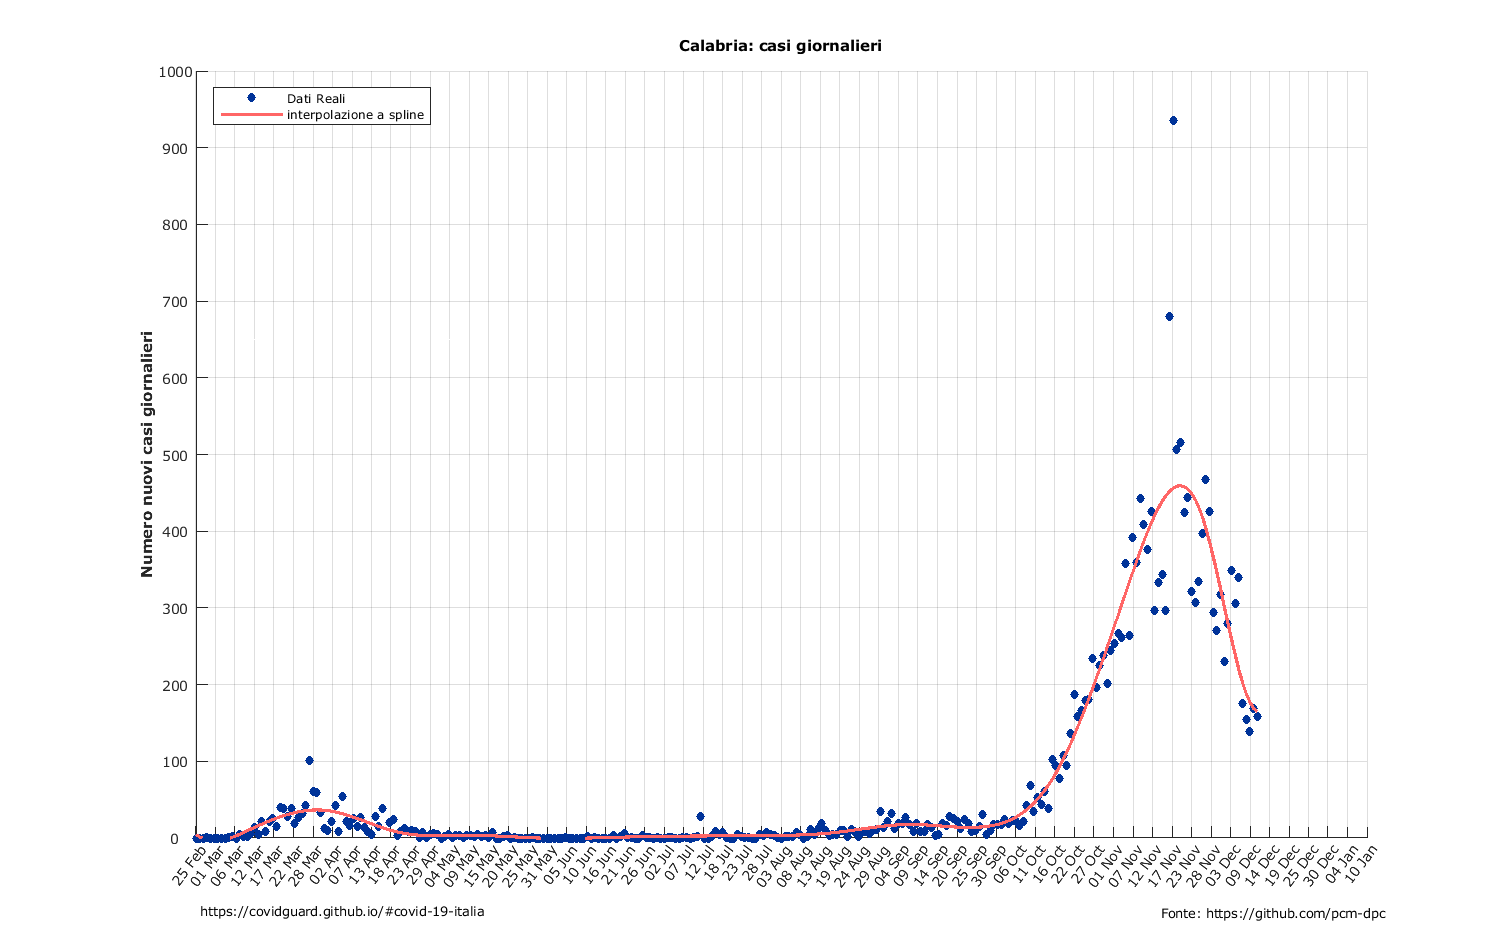 Calabria: casi giornalieri
Dati Reali
interpolazione a spline
Numero nuovi casi giornalieri
1000
900
800
700
600
500
400
300
200
100
0
25 Feb
01 Mar
06 Mar
12 Mar
17 Mar
22 Mar
28 Mar
02 Apr
07 Apr
13 Apr
18 Apr
23 Apr
29 Apr
04 May
09 May
15 May
20 May
25 May
31 May
05 Jun
10 Jun
16 Jun
21 Jun
26 Jun
02 Jul
07 Jul
12 Jul
18 Jul
23 Jul
28 Jul
03 Aug
08 Aug
13 Aug
19 Aug
24 Aug
29 Aug
04 Sep
09 Sep
14 Sep
20 Sep
25 Sep
30 Sep
06 Oct
11 Oct
16 Oct
22 Oct
27 Oct
01 Nov
07 Nov
12 Nov
17 Nov
23 Nov
28 Nov
03 Dec
09 Dec
14 Dec
19 Dec
25 Dec
30 Dec
04 Jan
10 Jan
https://covidguard.github.io/#covid-19-italia
Fonte: https://github.com/pcm-dpc